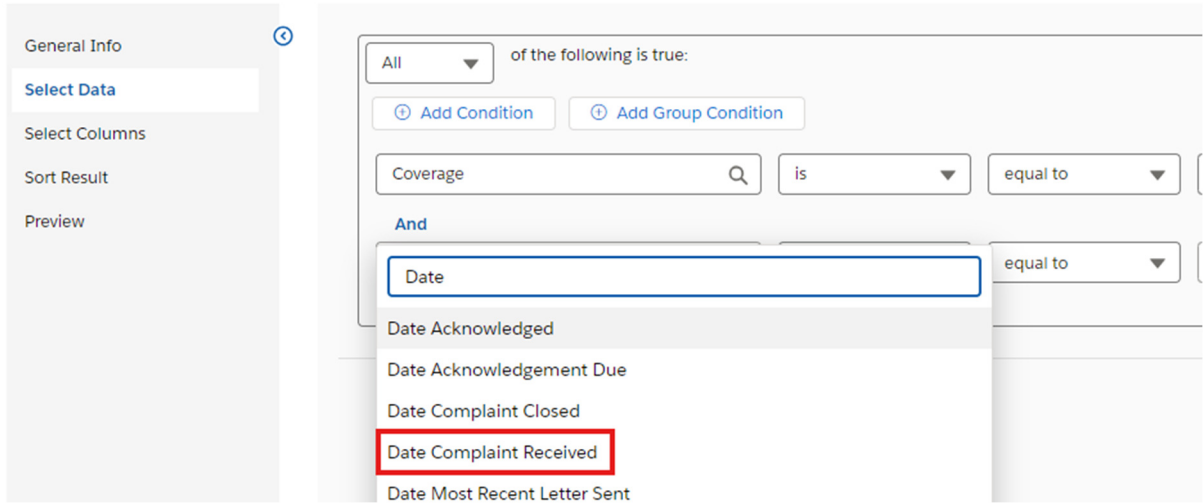 General Info
Select Data
Select Columns
Sort Result
Preview
All of the following is true:
Add Condition Add Group Condition
Coverage is equal to
And
equal to
Date
Date Acknowledged
Date Acknowledgement Due
Date Complaint Closed
Date Complaint Received
Date Most Recent Letter Sent